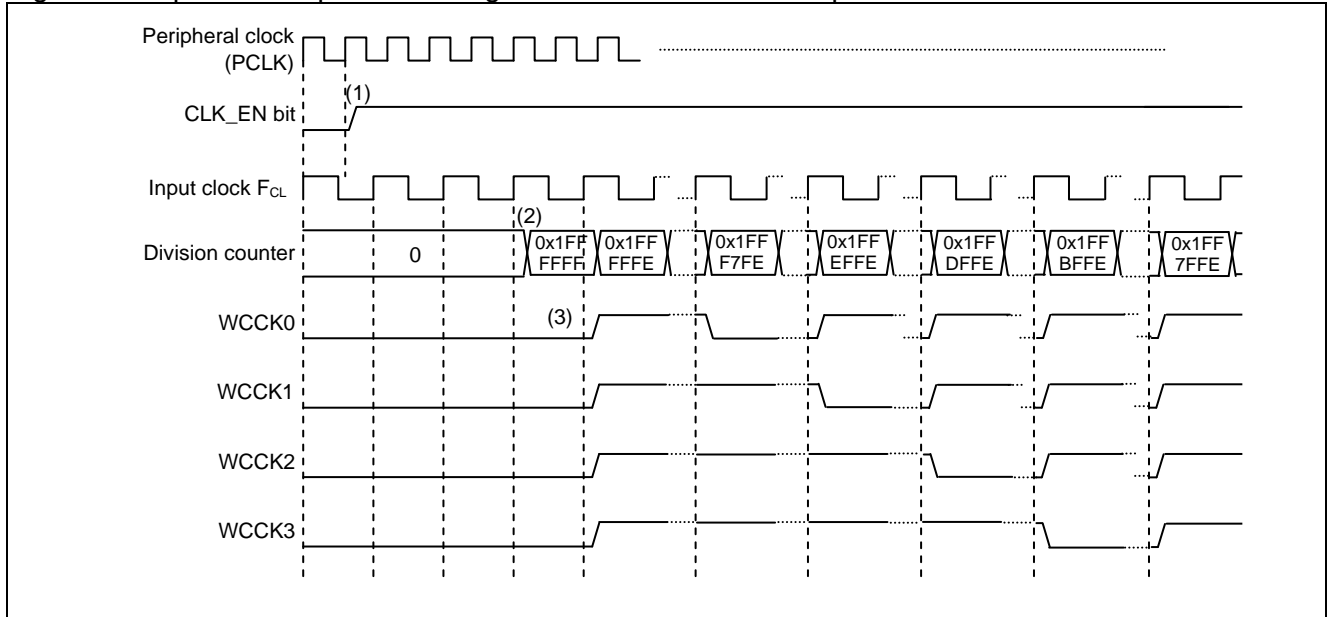 Peripheral clock
(PCLK)
(1)
CLK_EN bit
Input clock FCL
(2)
Division counter
0
0x1FF FFFF
0x1FF FFFE
0x1FF F7FE
0x1FF EFFE
0x1FF DFFE
0x1FF BFFE
0x1FF 7FFE
WCCK0
(3)
WCCK1
WCCK2
WCCK3